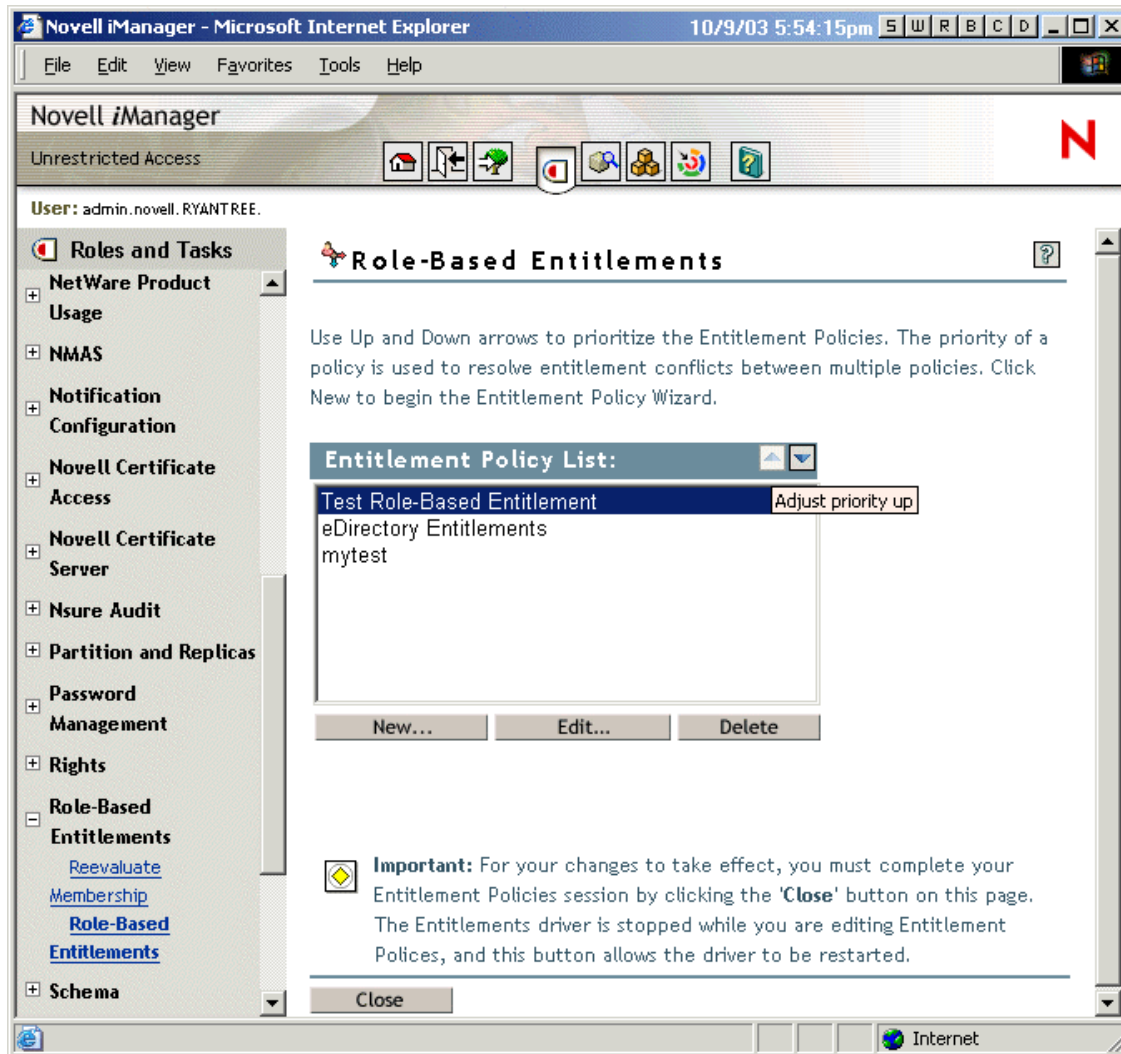 Novell iManager - Microsoft Internet Explorer
10/9/03 5:54:15pm S W R B C D
File Edit View Favorites Tools Help
Novell iManager
Unrestricted Access
N
User: admin.novell.RYANTREE.
Roles and Tasks
NetWare Product
Usage
NMAS
Notification
Configuration
Novell Certificate
Access
Novell Certificate
Server
Nsure Audit
Partition and Replicas
Password
Management
Rights
Role-Based
Entitlements
Reevaluate
Membership
Role-Based
Entitlements
Schema
Role-Based Entitlements
?
Use Up and Down arrows to prioritize the Entitlement Policies. The priority of a
policy is used to resolve entitlement conflicts between multiple policies. Click
New to begin the Entitlement Policy Wizard.
Entitlement Policy List:
Test Role-Based Entitlement
Adjust priority up
eDirectory Entitlements
mytest
New... Edit... Delete
Important: For your changes to take effect, you must complete your
Entitlement Policies session by clicking the 'Close' button on this page.
The Entitlements driver is stopped while you are editing Entitlement
Polices, and this button allows the driver to be restarted.
Close
Internet